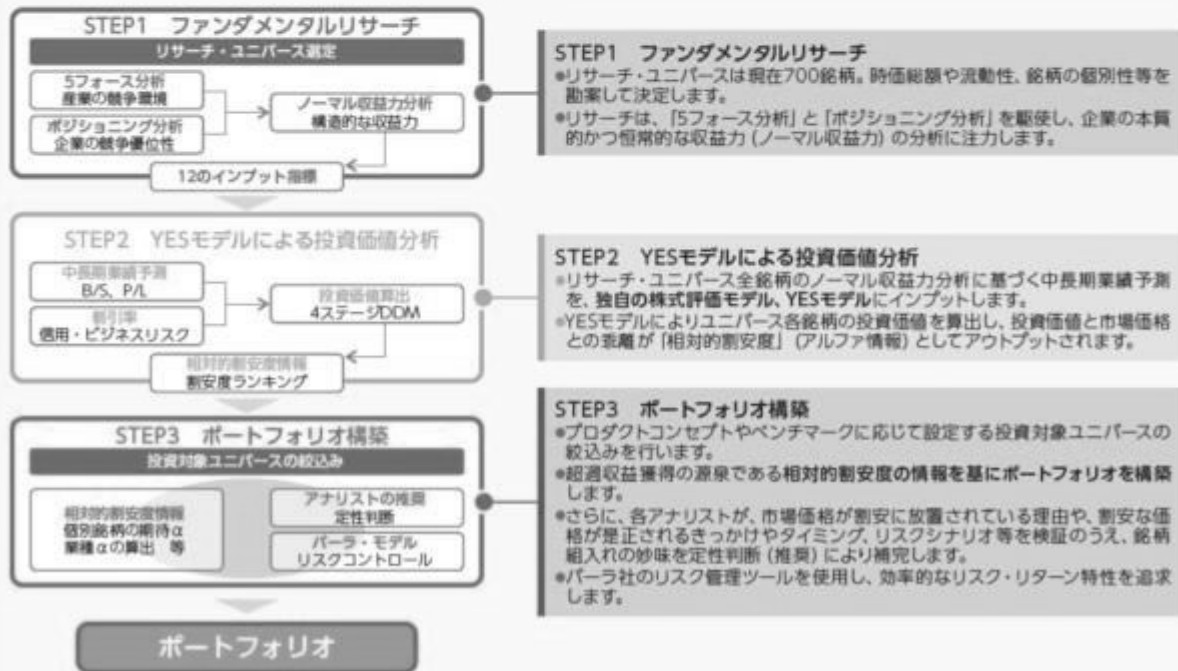 STEP1 ファンダメンタルリサーチ
リサーチ・ユニバース選定
5フォース分析
産業の競争環境
ポジショニング分析
企業の競争優位性
ノーマル収益力分析
構造的な収益力
12のインプット指標
STEP2 YESモデルによる投資価値分析
中長期業績予測
B/S、P/L
割引率
信用・ビジネスリスク
投資価値算出
4ステージDDM
相対的割安度情報
割安度ランキング
STEP3 ポートフォリオ構築
投資対象ユニバースの絞込み
相対的割安度情報
個別銘柄の期待α
業種αの算出 等
アナリストの推奨
定性判断
バーラ・モデル
リスクコントロール
ポートフォリオ
STEP1 ファンダメンタルリサーチ
●リサーチ・ユニバースは現在700銘柄。時価総額や流動性、銘柄の個別性等を
勘案して決定します。
●リサーチは、「5フォース分析」と「ポジショニング分析」を駆使し、企業の本質
的かつ恒常的な収益力（ノーマル収益力）の分析に注力します。
STEP2 YESモデルによる投資価値分析
●リサーチ・ユニバース全銘柄のノーマル収益力分析に基づく中長期業績予測
を、独自の株式評価モデル、YESモデルにインプットします。
●YESモデルによりユニバース各銘柄の投資価値を算出し、投資価値と市場価格
との乖離が「相対的割安度」（アルファ情報）としてアウトプットされます。
STEP3 ポートフォリオ構築
●プロダクトコンセプトやベンチマークに応じて設定する投資対象ユニバースの
絞込みを行います。
●超過収益獲得の源泉である相対的割安度の情報を基にポートフォリオを構築
します。
●さらに、各アナリストが、市場価格が割安に放置されている理由や、割安な価
格が是正されるきっかけやタイミング、リスクシナリオ等を検証のうえ、銘柄
組入れの妙味を定性判断（推奨）により補完します。
●バーラ社のリスク管理ツールを使用し、効率的なリスク・リターン特性を追求
します。